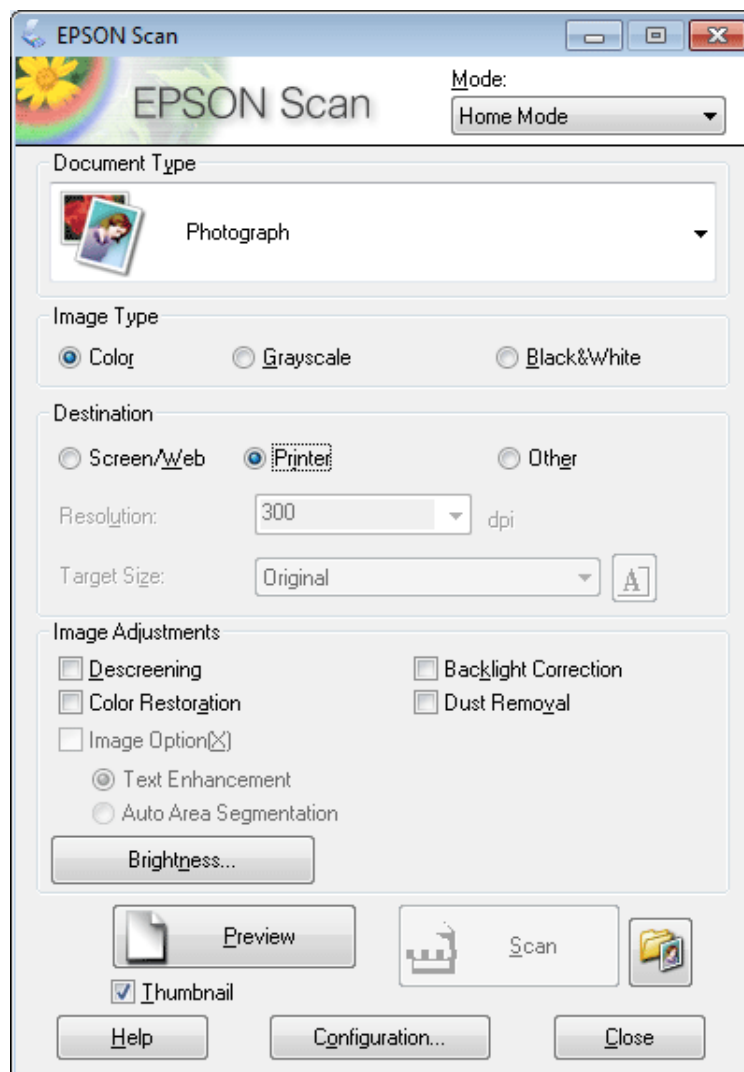 EPSON Scan
EPSON Scan
Mode:
Home Mode
Document Type
Photograph
Image Type
Color Grayscale Black&White
Destination
Screen/Web Printer Other
Resolution: 300 dpi
Target Size: Original A
Image Adjustments
Descreening Backlight Correction
Color Restoration Dust Removal
Image Option(X)
Text Enhancement
Auto Area Segmentation
Brightness...
Preview Scan
Thumbnail
Help Configuration... Close